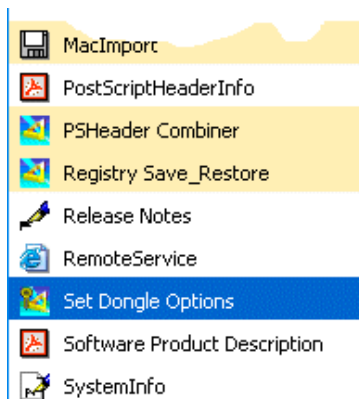 MacImport
PostScriptHeaderInfo
PSHeader Combiner
Registry Save_Restore
Release Notes
RemoteService
Set Dongle Options
Software Product Description
SystemInfo